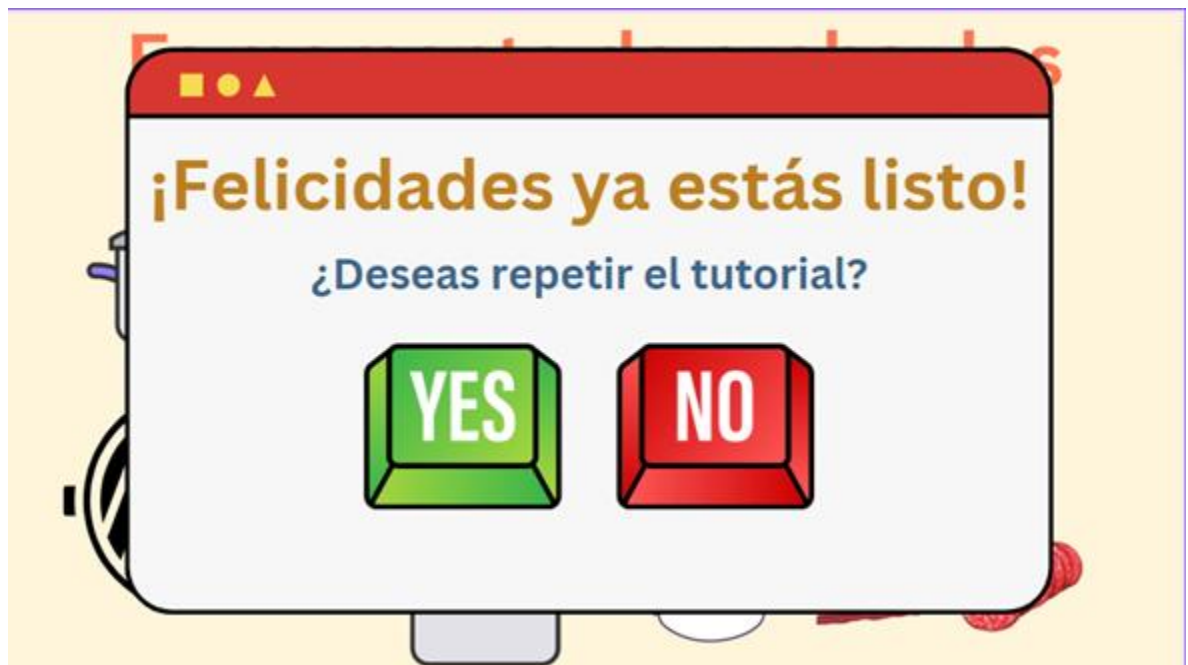 ¡Felicidades ya estás listo!
¿Deseas repetir el tutorial?
YES NO